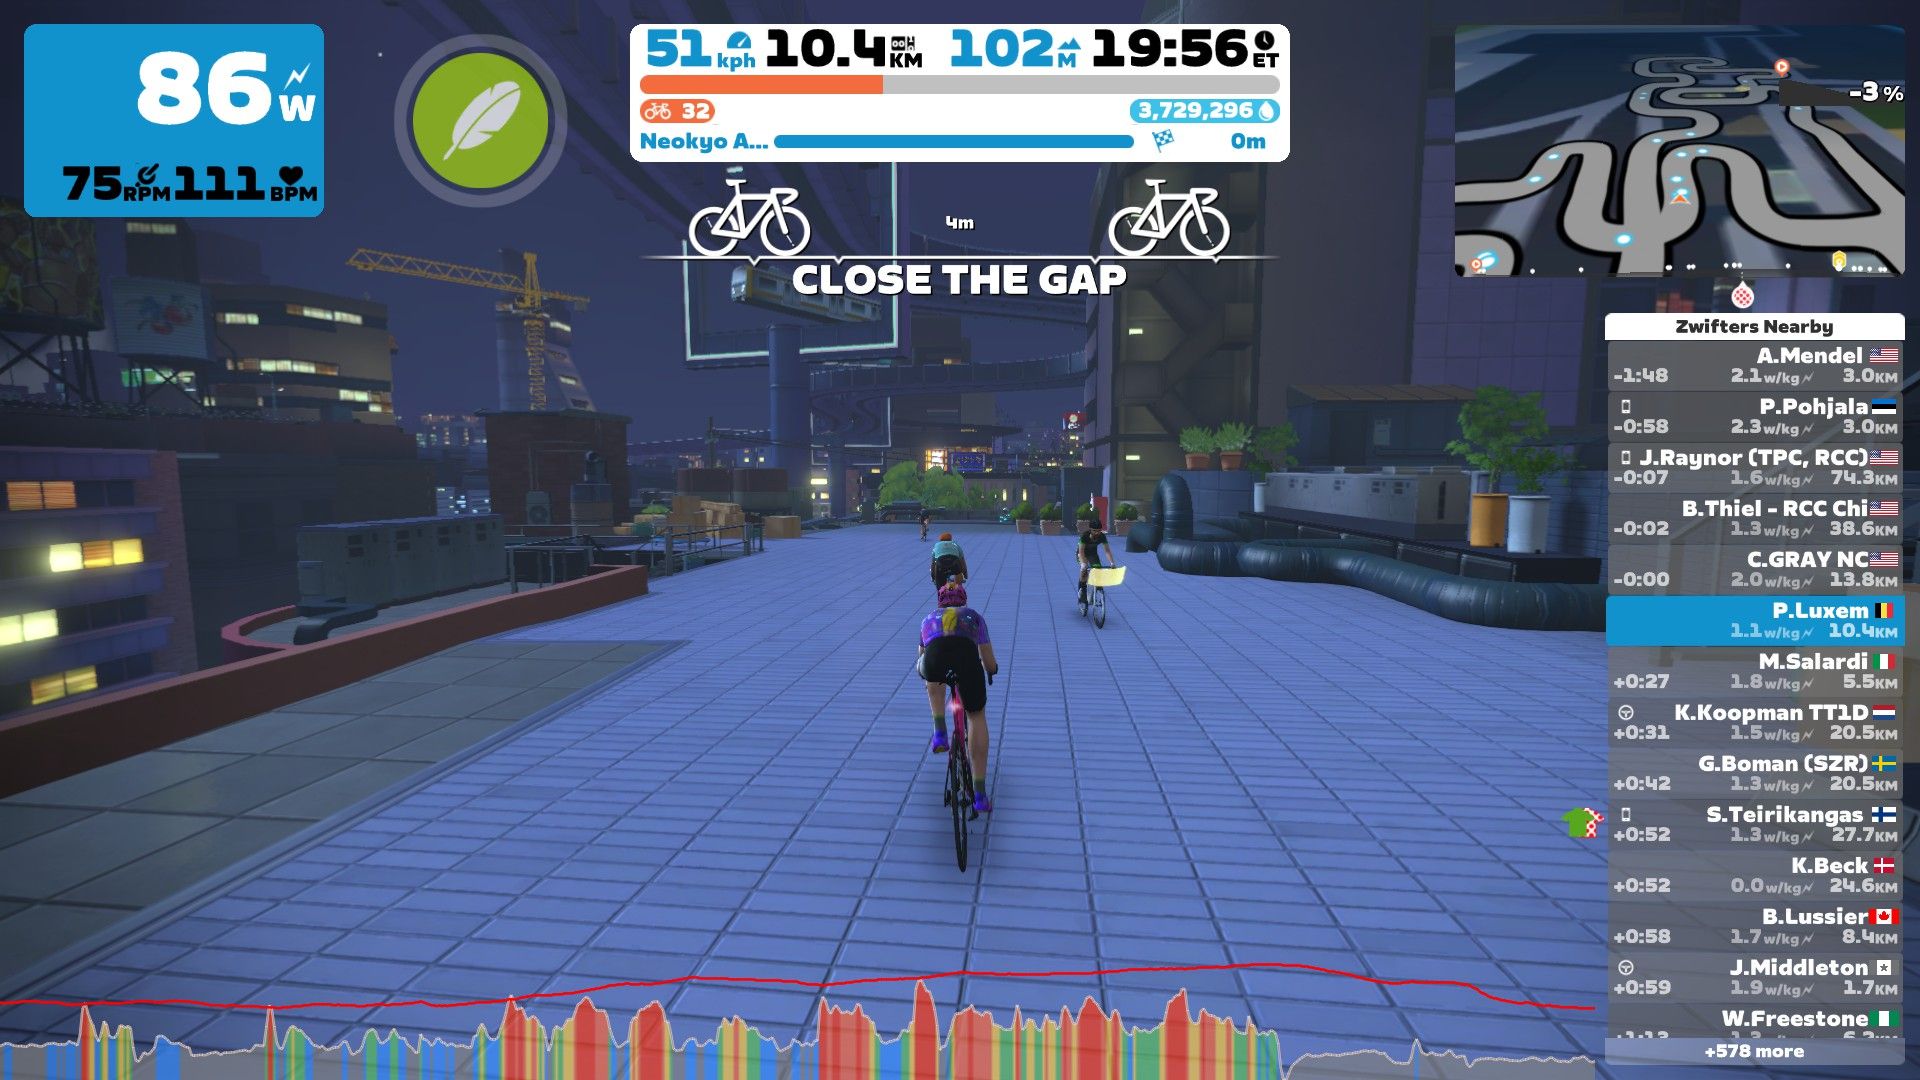 86 W
75 RPM 111 BPM
51 kph 10.4 KM 102 M 19:56 ET
32
3,729,296
Neokyo A... 0m
4m
CLOSE THE GAP
-3 %
Zwifters Nearby
A.Mendel
-1:48 2.1 w/kg 3.0 KM
P.Pohjala
-0:58 2.3 w/kg 3.0 KM
J.Raynor (TPC, RCC)
-0:07 1.6 w/kg 74.3 KM
B.Thiel - RCC Chi
-0:02 1.3 w/kg 38.6 KM
C.GRAY NC
-0:00 2.0 w/kg 13.8 KM
P.Luxem
1.1 w/kg 10.4 KM
M.Salardi
+0:27 1.8 w/kg 5.5 KM
K.Koopman TT1D
+0:31 1.5 w/kg 20.5 KM
G.Boman (SZR)
+0:42 1.3 w/kg 20.5 KM
S.Teirikangas
+0:52 1.3 w/kg 27.7 KM
K.Beck
+0:52 0.0 w/kg 24.6 KM
B.Lussier
+0:58 1.7 w/kg 8.4 KM
J.Middleton
+0:59 1.9 w/kg 1.7 KM
W.Freestone
+578 more